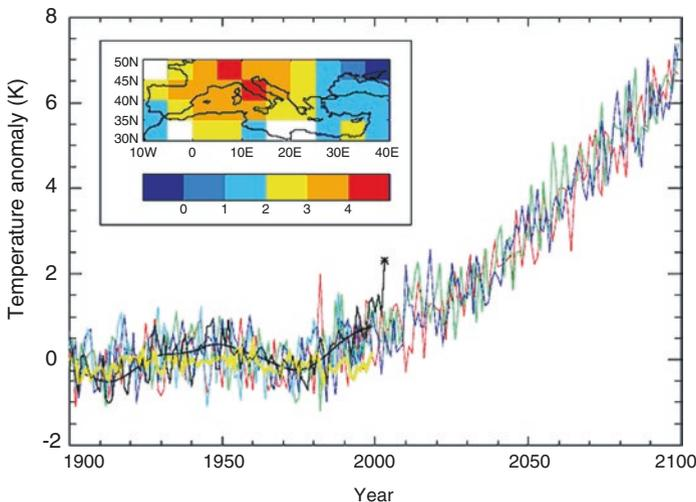 8
6
4
2
0
-2
Temperature anomaly (K)
50N
45N
40N
35N
30N
10W 0 10E 20E 30E 40E
0 1 2 3 4
1900 1950 2000 2050 2100
Year